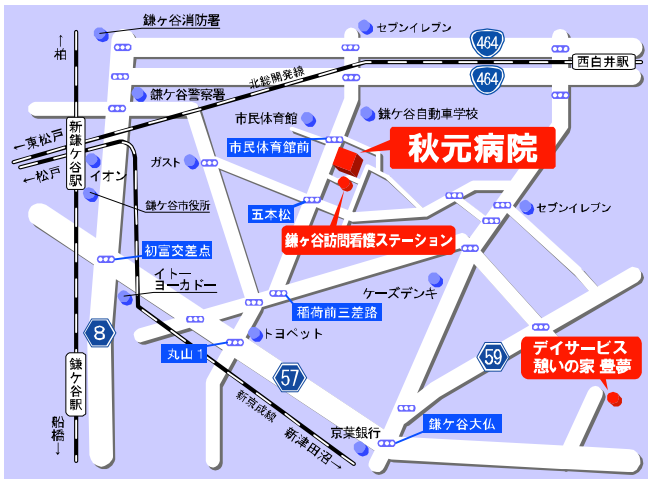 鎌ヶ谷消防署
セブンイレブン
464
↑柏
西白井駅
464
北総開発線
鎌ケ谷警察署
市民体育館
鎌ケ谷自動車学校
←東松戸
新鎌ケ谷駅
市民体育館前
秋元病院
←松戸
イオン
ガスト
鎌ケ谷市役所
五本松
セブンイレブン
鎌ヶ谷訪問看護ステーション
初富交差点
イトー
ヨーカドー
ケーズデンキ
稲荷前三差路
8
トヨペット
丸山1
59
デイサービス
憩いの家 豊夢
57
鎌ケ谷駅
新京成線
鎌ケ谷大仏
船橋↓
新津田沼→
京葉銀行